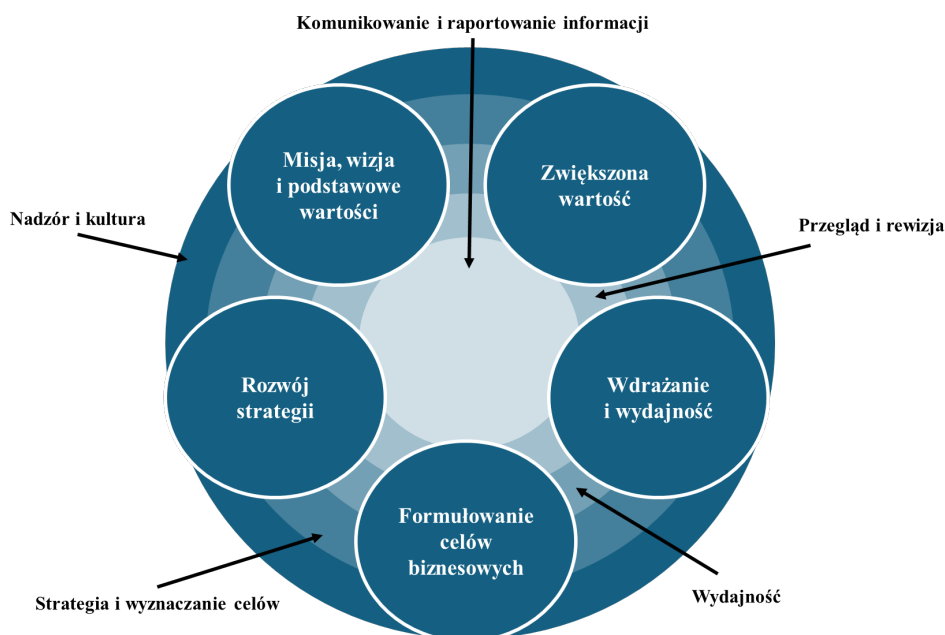 Komunikowanie i raportowanie informacji
Misja, wizja
i podstawowe
wartości
Zwiększona
wartość
Nadzór i kultura
Przegląd i rewizja
Rozwój
strategii
Wdrażanie
i wydajność
Formułowanie
celów
biznesowych
Strategia i wyznaczanie celów
Wydajność